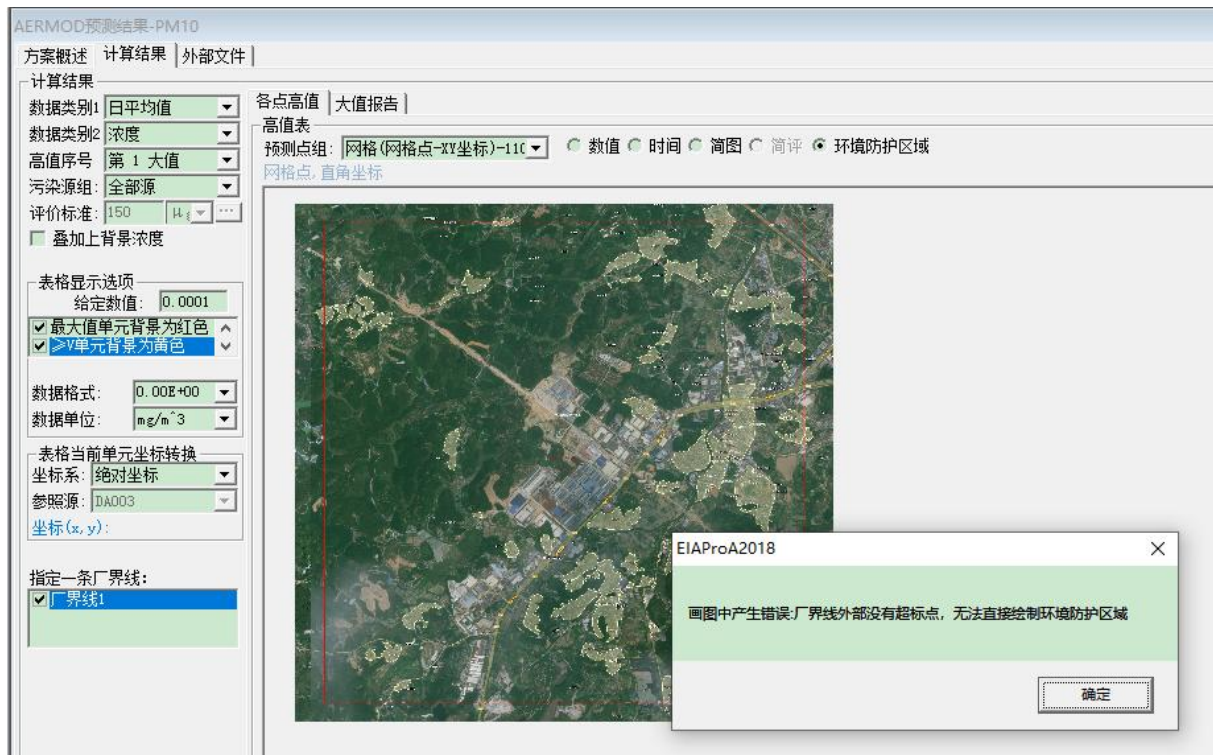 AERMOD预测结果-PM10
方案概述 计算结果 外部文件
计算结果
数据类别1 日平均值
数据类别2 浓度
高值序号 第 1 大值
污染源组: 全部源
评价标准: 150 μg
叠加上背景浓度
表格显示选项
给定数值: 0.0001
最大值单元背景为红色
≥V单元背景为黄色
数据格式: 0.00E+00
数据单位: mg/m^3
表格当前单元坐标转换
坐标系: 绝对坐标
参照源: DA003
坐标(x,y):
指定一条厂界线:
厂界线1
各点高值 大值报告
高值表
预测点组: 网格(网格点-XY坐标)-110 数值 时间 简图 简评 环境防护区域
网格点,直角坐标
EIAProA2018
画图中产生错误:厂界线外部没有超标点，无法直接绘制环境防护区域
确定